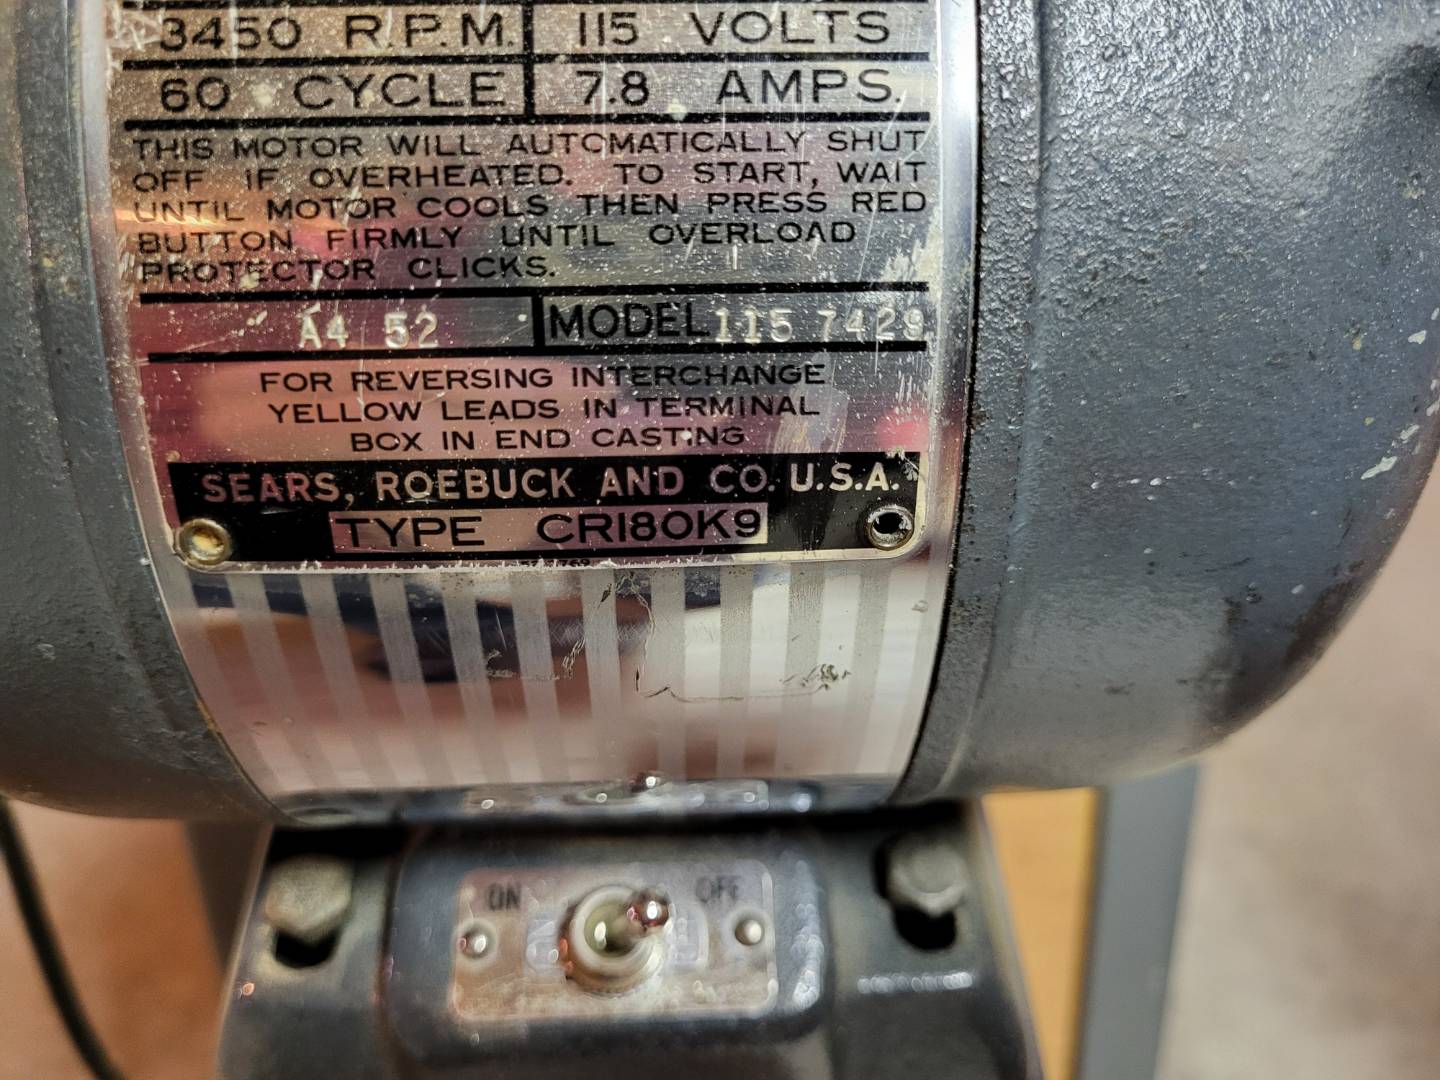 3450 R.P.M. 115 VOLTS
60 CYCLE 7.8 AMPS.
THIS MOTOR WILL AUTOMATICALLY SHUT
OFF IF OVERHEATED. TO START, WAIT
UNTIL MOTOR COOLS THEN PRESS RED
BUTTON FIRMLY UNTIL OVERLOAD
PROTECTOR CLICKS.
A4 52 MODEL 115 7429
FOR REVERSING INTERCHANGE
YELLOW LEADS IN TERMINAL
BOX IN END CASTING
SEARS, ROEBUCK AND CO. U.S.A.
TYPE CR180K9
ON OFF